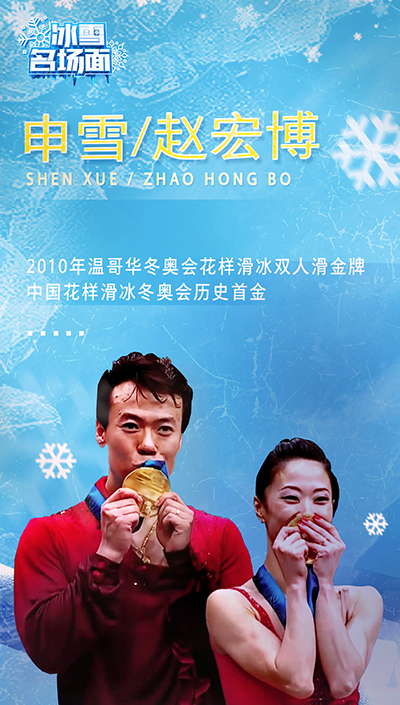 冰雪
名场面
申雪/赵宏博
SHEN XUE / ZHAO HONG BO
2010年温哥华冬奥会花样滑冰双人滑金牌
中国花样滑冰冬奥会历史首金